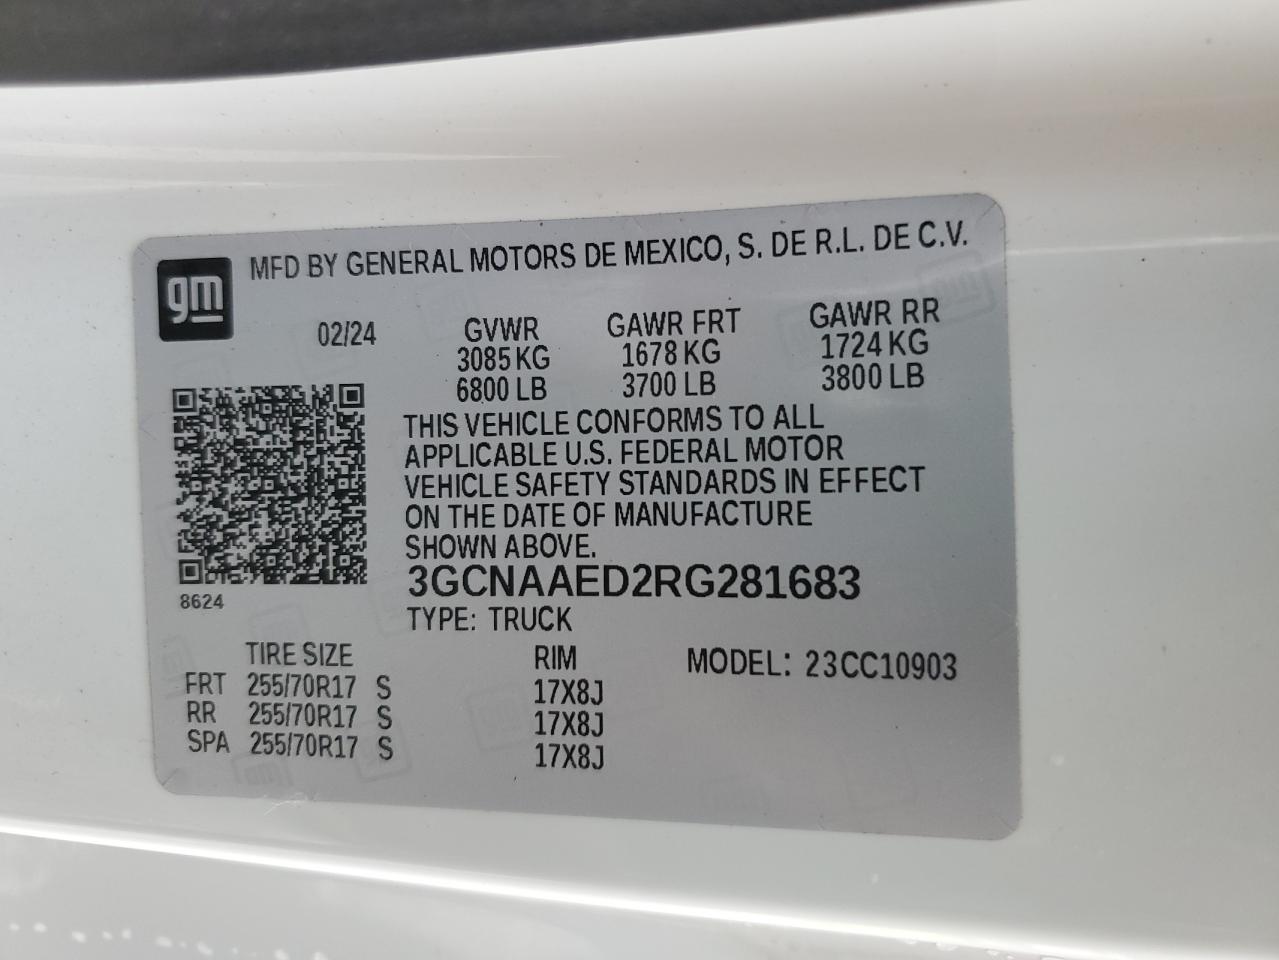 gm
MFD BY GENERAL MOTORS DE MEXICO, S. DE R.L. DE C.V.
02/24 GVWR GAWR FRT GAWR RR
3085 KG 1678 KG 1724 KG
6800 LB 3700 LB 3800 LB
THIS VEHICLE CONFORMS TO ALL
APPLICABLE U.S. FEDERAL MOTOR
VEHICLE SAFETY STANDARDS IN EFFECT
ON THE DATE OF MANUFACTURE
SHOWN ABOVE.
3GCNAAED2RG281683
8624
TYPE: TRUCK
TIRE SIZE RIM MODEL: 23CC10903
FRT 255/70R17 S 17X8J
RR 255/70R17 S 17X8J
SPA 255/70R17 S 17X8J